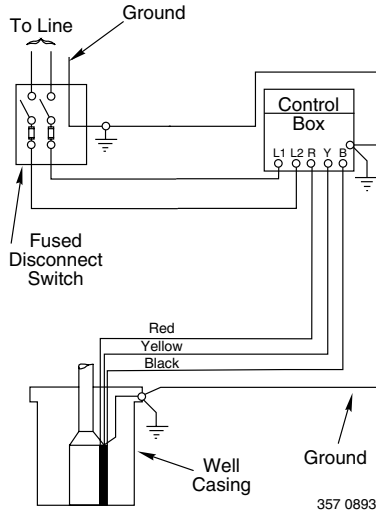 To Line
Ground
Control
Box
L1 L2 R Y B
Fused
Disconnect
Switch
Red
Yellow
Black
Well
Casing
Ground
357 0893